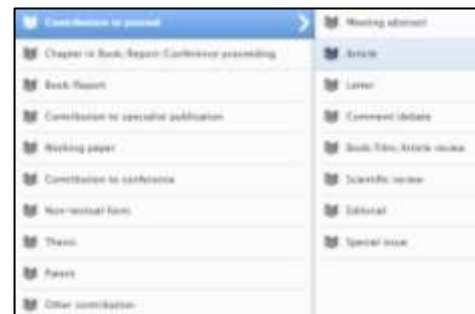 Contribution to journal
Chapter in Book/Report/Conference proceeding
Book/Report
Contribution to specialist publication
Working paper
Contribution to conference
Non-textual form
Thesis
Patent
Other contribution
Meeting abstract
Article
Letter
Comment/debate
Book/Film/Article review
Scientific review
Editorial
Special issue